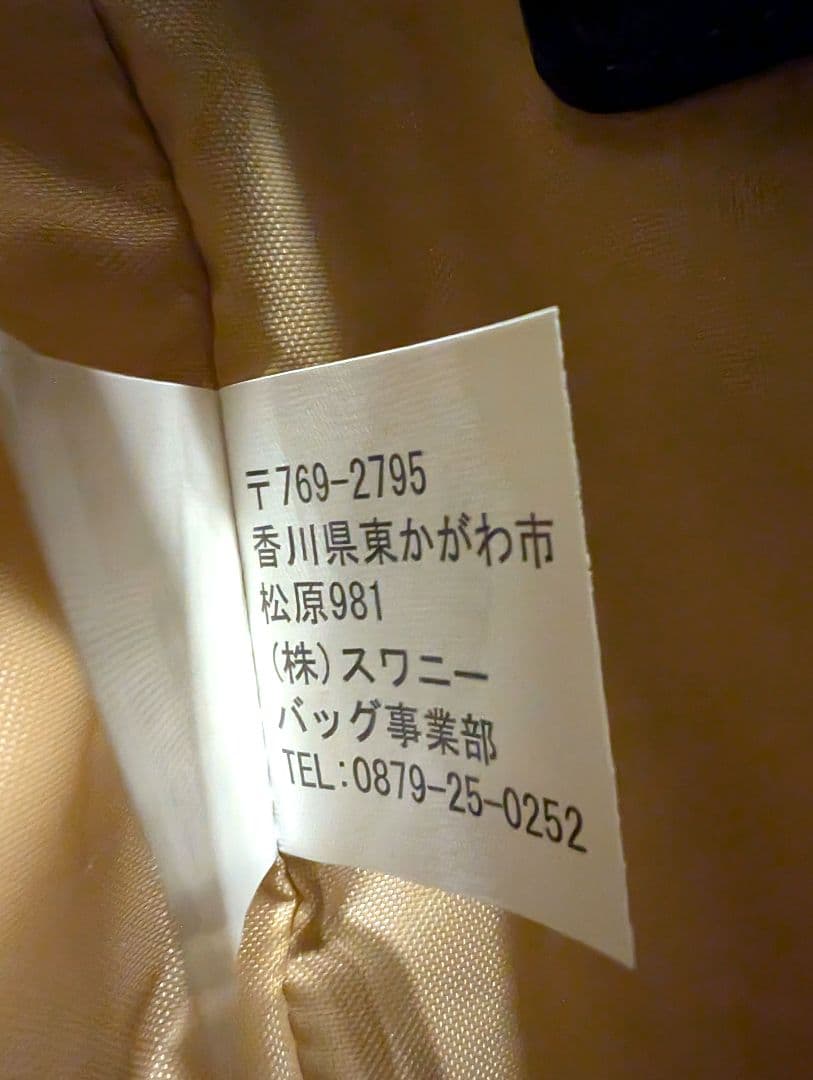 〒769-2795
香川県東かがわ市
松原981
(株)スワニー
バッグ事業部
TEL:0879-25-0252